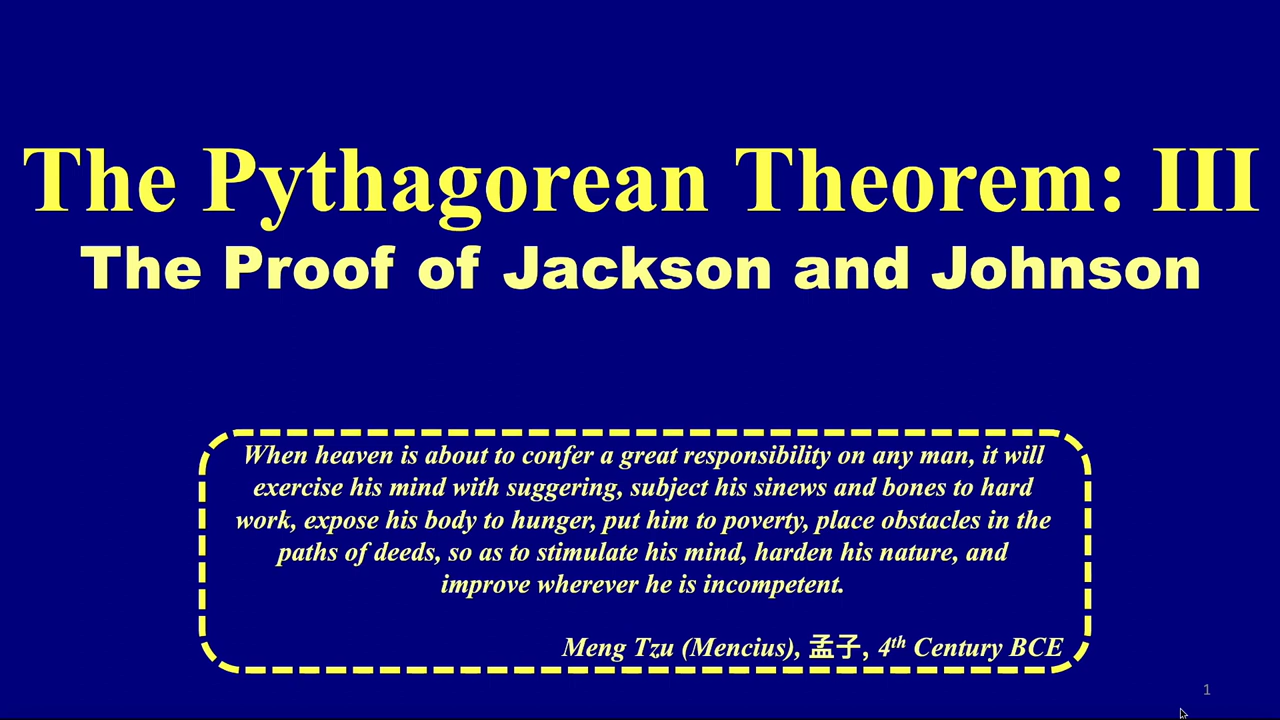 The Pythagorean Theorem: III
The Proof of Jackson and Johnson
When heaven is about to confer a great responsibility on any man, it will
exercise his mind with suggering, subject his sinews and bones to hard
work, expose his body to hunger, put him to poverty, place obstacles in the
paths of deeds, so as to stimulate his mind, harden his nature, and
improve wherever he is incompetent.
Meng Tzu (Mencius), 孟子, 4th Century BCE
1